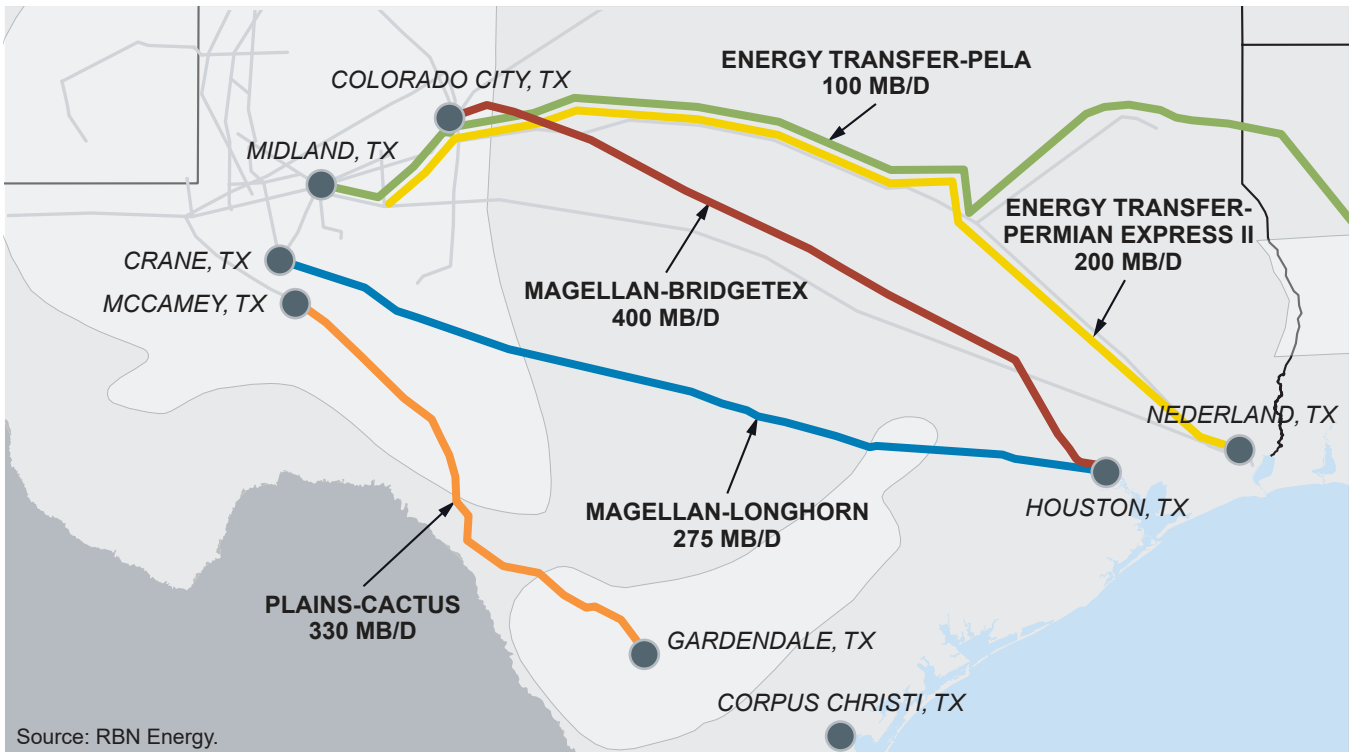 ENERGY TRANSFER-PELA
100 MB/D
COLORADO CITY, TX
MIDLAND, TX
ENERGY TRANSFER-
PERMIAN EXPRESS II
200 MB/D
CRANE, TX
MCCAMEY, TX
MAGELLAN-BRIDGETEX
400 MB/D
NEDERLAND, TX
HOUSTON, TX
MAGELLAN-LONGHORN
275 MB/D
PLAINS-CACTUS
330 MB/D
GARDENDALE, TX
CORPUS CHRISTI, TX
Source: RBN Energy.